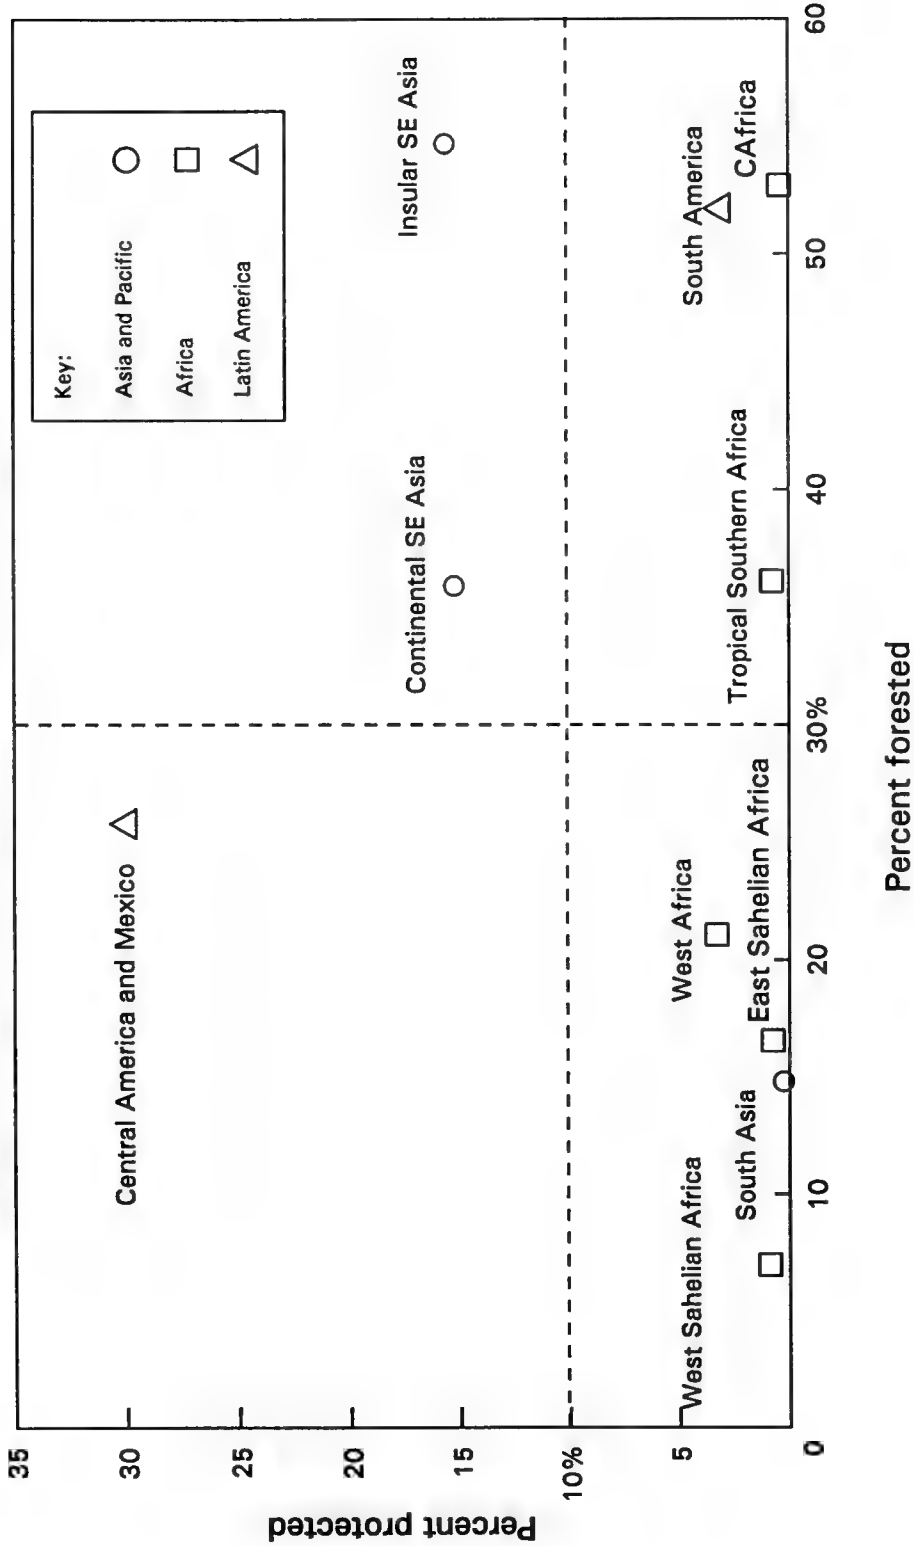 Percent protected
35
30
25
20
15
10%
5
0
10
20
30%
40
50
60
Percent forested
Key:
Asia and Pacific
Africa
Latin America
Central America and Mexico
Continental SE Asia
Insular SE Asia
West Sahelian Africa
South Asia
West Africa
East Sahelian Africa
Tropical Southern Africa
South America
CAfrica